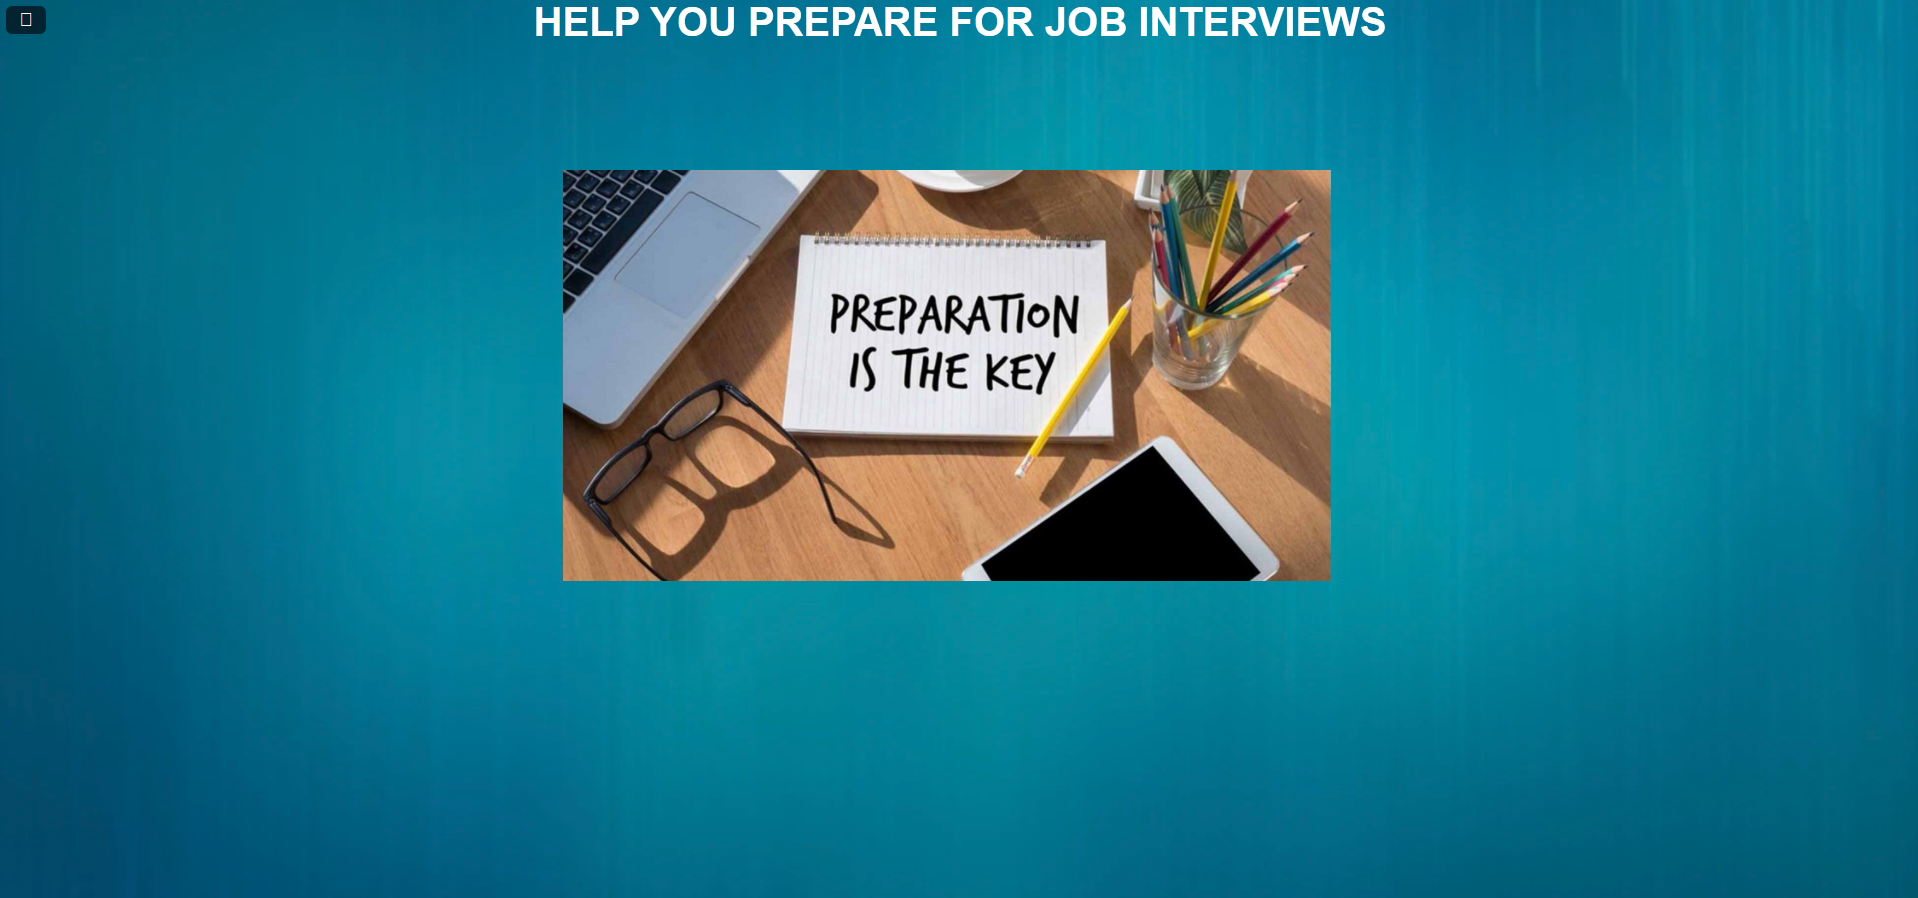 HELP YOU PREPARE FOR JOB INTERVIEWS
PREPARATION
IS THE KEY